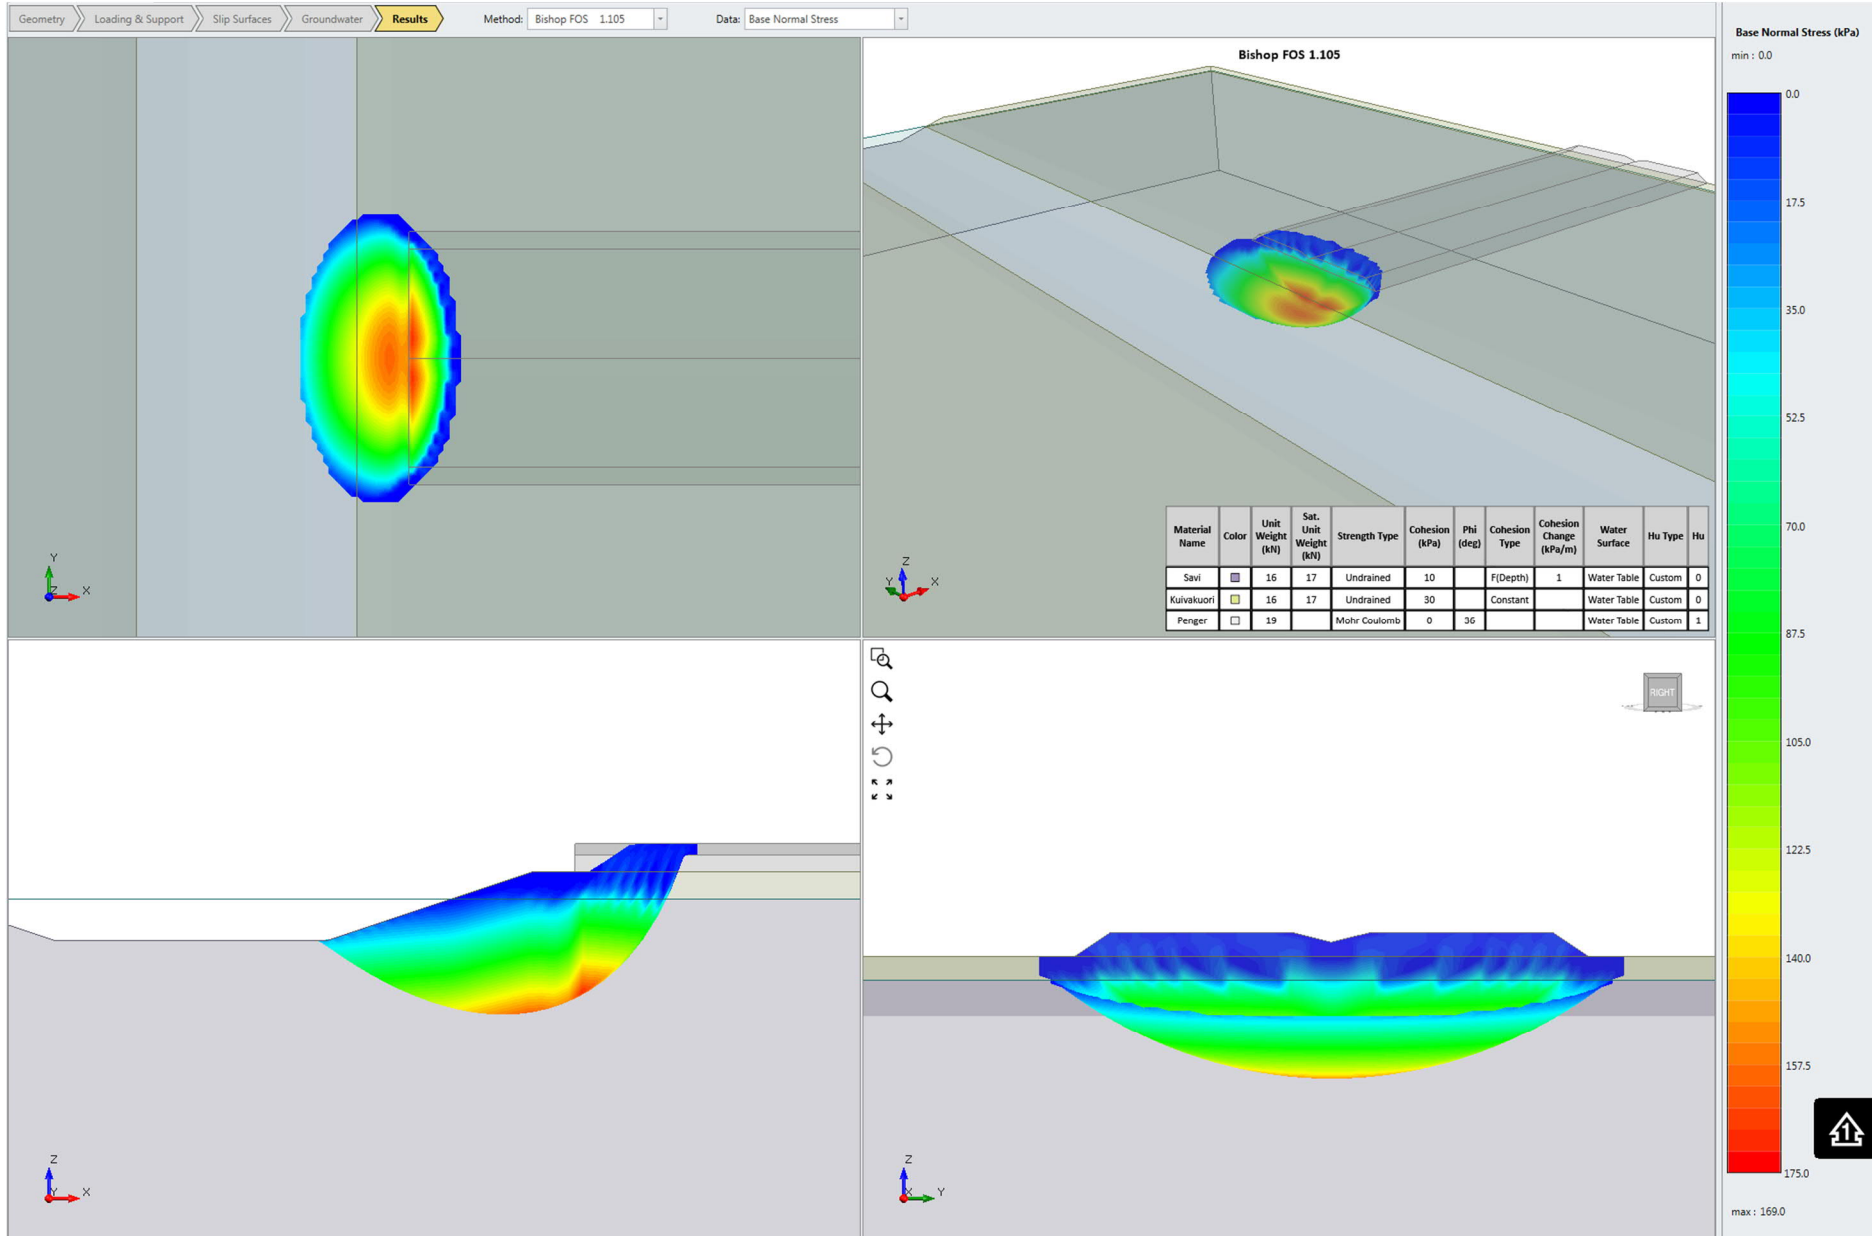 Geometry Loading & Support Slip Surfaces Groundwater Results Method: Bishop FOS 1.105 Data: Base Normal Stress
Base Normal Stress (kPa)
min : 0.0
0.0
17.5
35.0
52.5
70.0
87.5
105.0
122.5
140.0
157.5
175.0
max : 169.0
Bishop FOS 1.105
Material Name Color Unit Weight (kN) Sat. Unit Weight (kN) Strength Type Cohesion (kPa) Phi (deg) Cohesion Type Cohesion Change (kPa/m) Water Surface Hu Type Hu
Savi 16 17 Undrained 10 F(Depth) 1 Water Table Custom 0
Kuivakuori 16 17 Undrained 30 Constant Water Table Custom 0
Penger 19 Mohr Coulomb 0 36 Water Table Custom 1
Y
Z X
Z
Y X
RIGHT
Z
Y X
Z
X Y
1